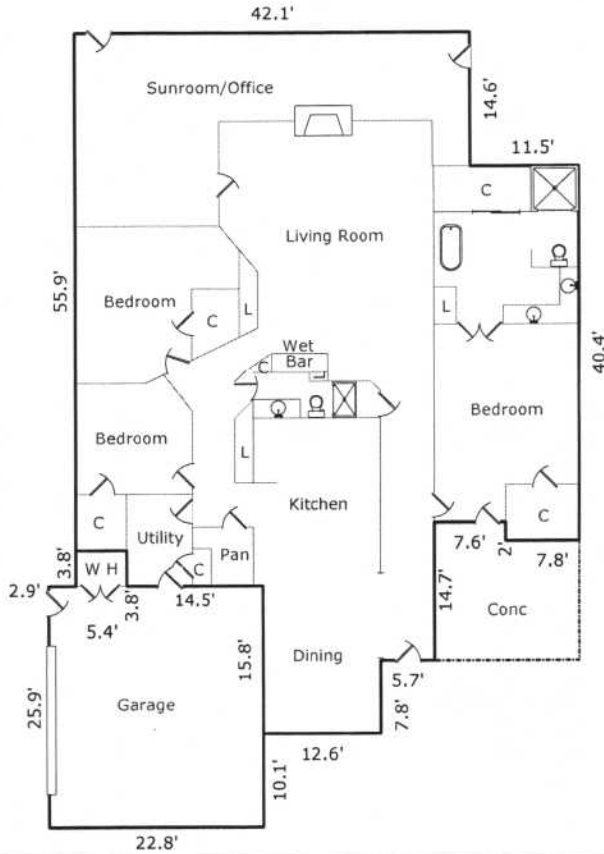 42.1'
Sunroom/Office
14.6'
11.5'
C
Living Room
55.9'
Bedroom
C
L
L
40.4'
Wet
Bar
C
L
Bedroom
Bedroom
L
Kitchen
C
Utility
Pan
C
C
7.6'
2'
7.8'
3.8'
W H
2.9'
3.8'
14.5'
5.4'
14.7'
Conc
15.8'
Dining
5.7'
25.9'
Garage
7.8'
12.6'
10.1'
22.8'